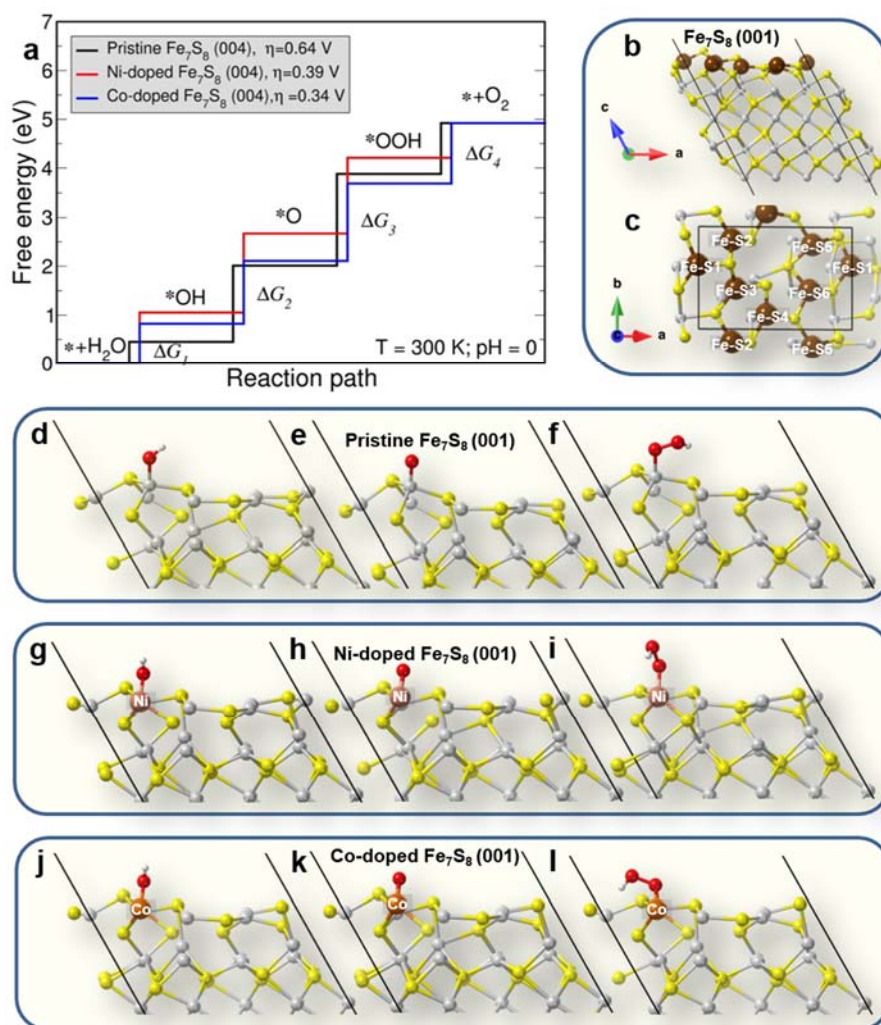 a
7
6
5
4
3
2
1
0
Free energy (eV)
Pristine Fe₇S₈ (004), η=0.64 V
Ni-doped Fe₇S₈ (004), η=0.39 V
Co-doped Fe₇S₈ (004),η =0.34 V
*+O₂
*OOH
ΔG₄
*O
ΔG₃
*OH
ΔG₂
*+H₂O
ΔG₁
T = 300 K; pH = 0
Reaction path
b
Fe₇S₈ (001)
c
a
c
Fe-S2
Fe-S5
Fe-S1
Fe-S1
Fe-S3
Fe-S6
Fe-S4
Fe-S2
Fe-S5
b
c
a
d e Pristine Fe₇S₈ (001) f
g h Ni-doped Fe₇S₈ (001) i
Ni Ni Ni
j k Co-doped Fe₇S₈ (001) l
Co Co Co